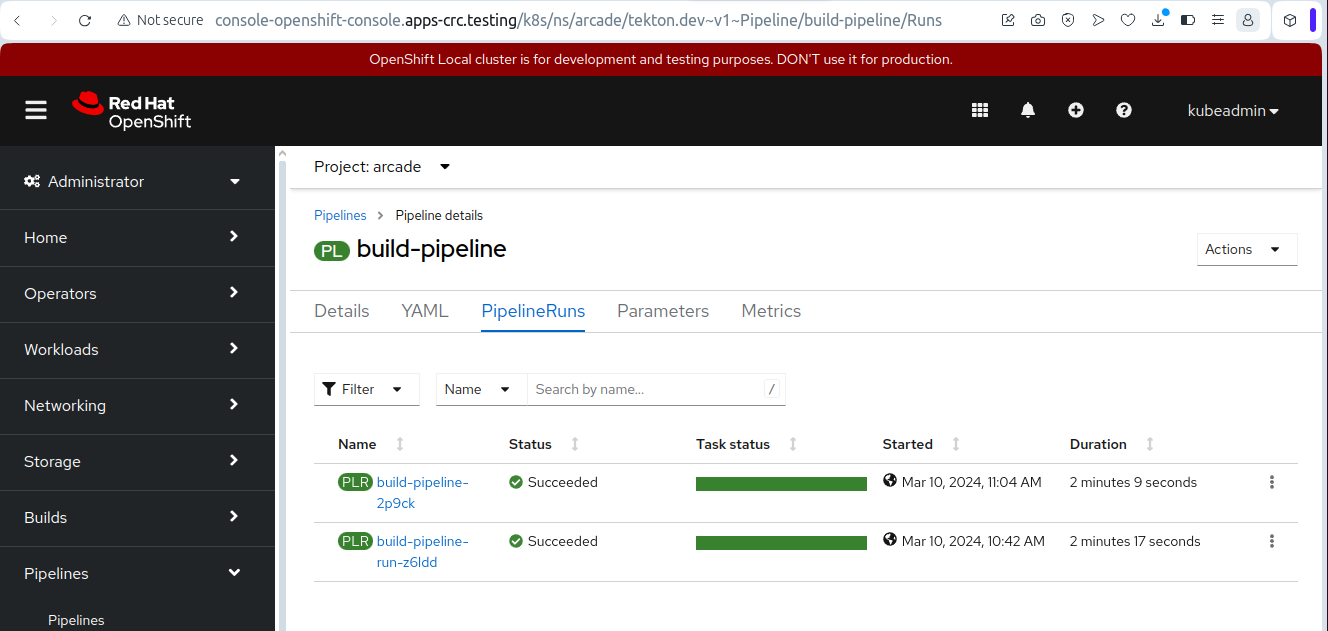 Not secure console-openshift-console.apps-crc.testing/k8s/ns/arcade/tekton.dev~v1~Pipeline/build-pipeline/Runs
OpenShift Local cluster is for development and testing purposes. DON'T use it for production.
Red Hat
OpenShift
kubeadmin
Administrator
Home
Operators
Workloads
Networking
Storage
Builds
Pipelines
Pipelines
Project: arcade
Pipelines > Pipeline details
PL build-pipeline
Actions
Details YAML PipelineRuns Parameters Metrics
Filter Name Search by name... /
Name Status Task status Started Duration
PLR build-pipeline- Succeeded Mar 10, 2024, 11:04 AM 2 minutes 9 seconds
2p9ck
PLR build-pipeline- Succeeded Mar 10, 2024, 10:42 AM 2 minutes 17 seconds
run-z6ldd